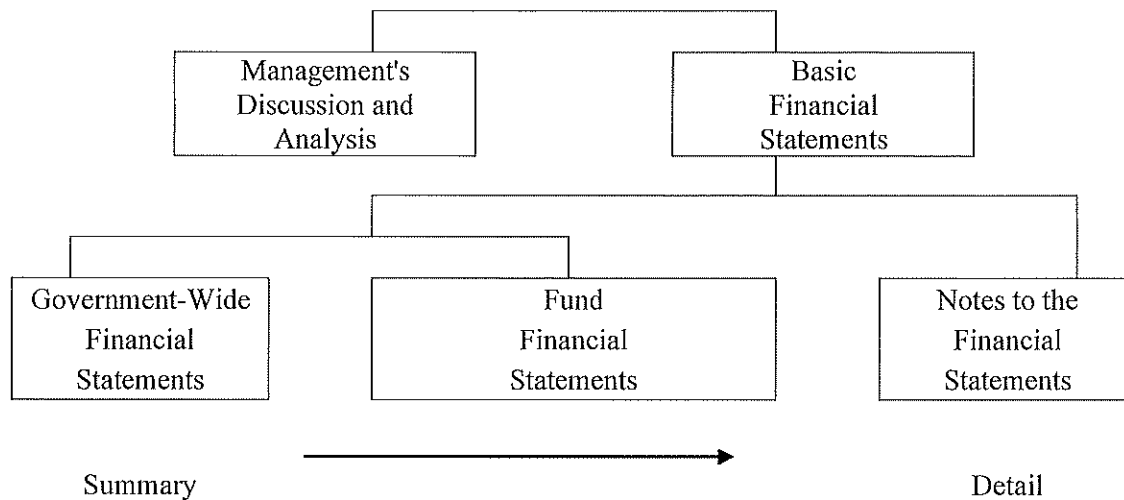 Management's
Discussion and
Analysis
Basic
Financial
Statements
Government-Wide
Financial
Statements
Fund
Financial
Statements
Notes to the
Financial
Statements
Summary
Detail